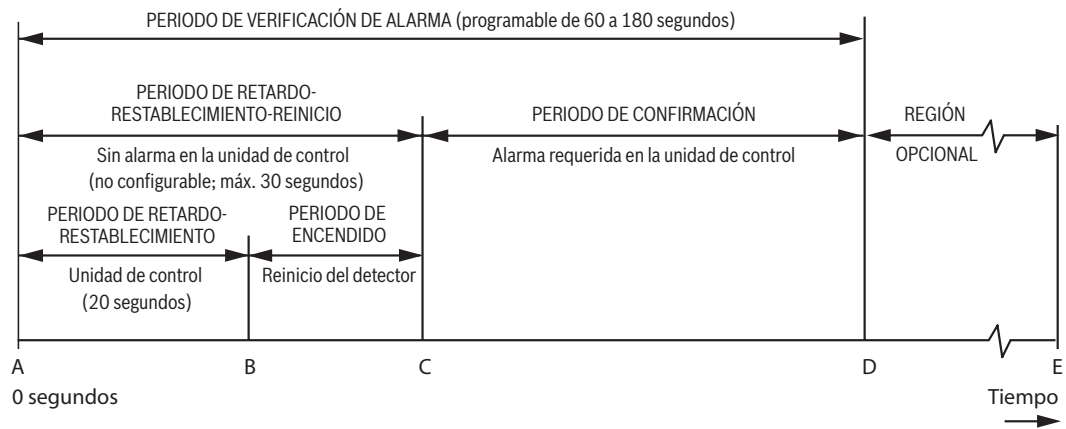 PERIODO DE VERIFICACIÓN DE ALARMA (programable de 60 a 180 segundos)
PERIODO DE RETARDO-
RESTABLECIMIENTO-REINICIO
PERIODO DE CONFIRMACIÓN
REGIÓN
Sin alarma en la unidad de control
(no configurable; máx. 30 segundos)
Alarma requerida en la unidad de control
OPCIONAL
PERIODO DE RETARDO-
RESTABLECIMIENTO
PERIODO DE
ENCENDIDO
Unidad de control
(20 segundos)
Reinicio del detector
A
B
C
D
E
0 segundos
Tiempo